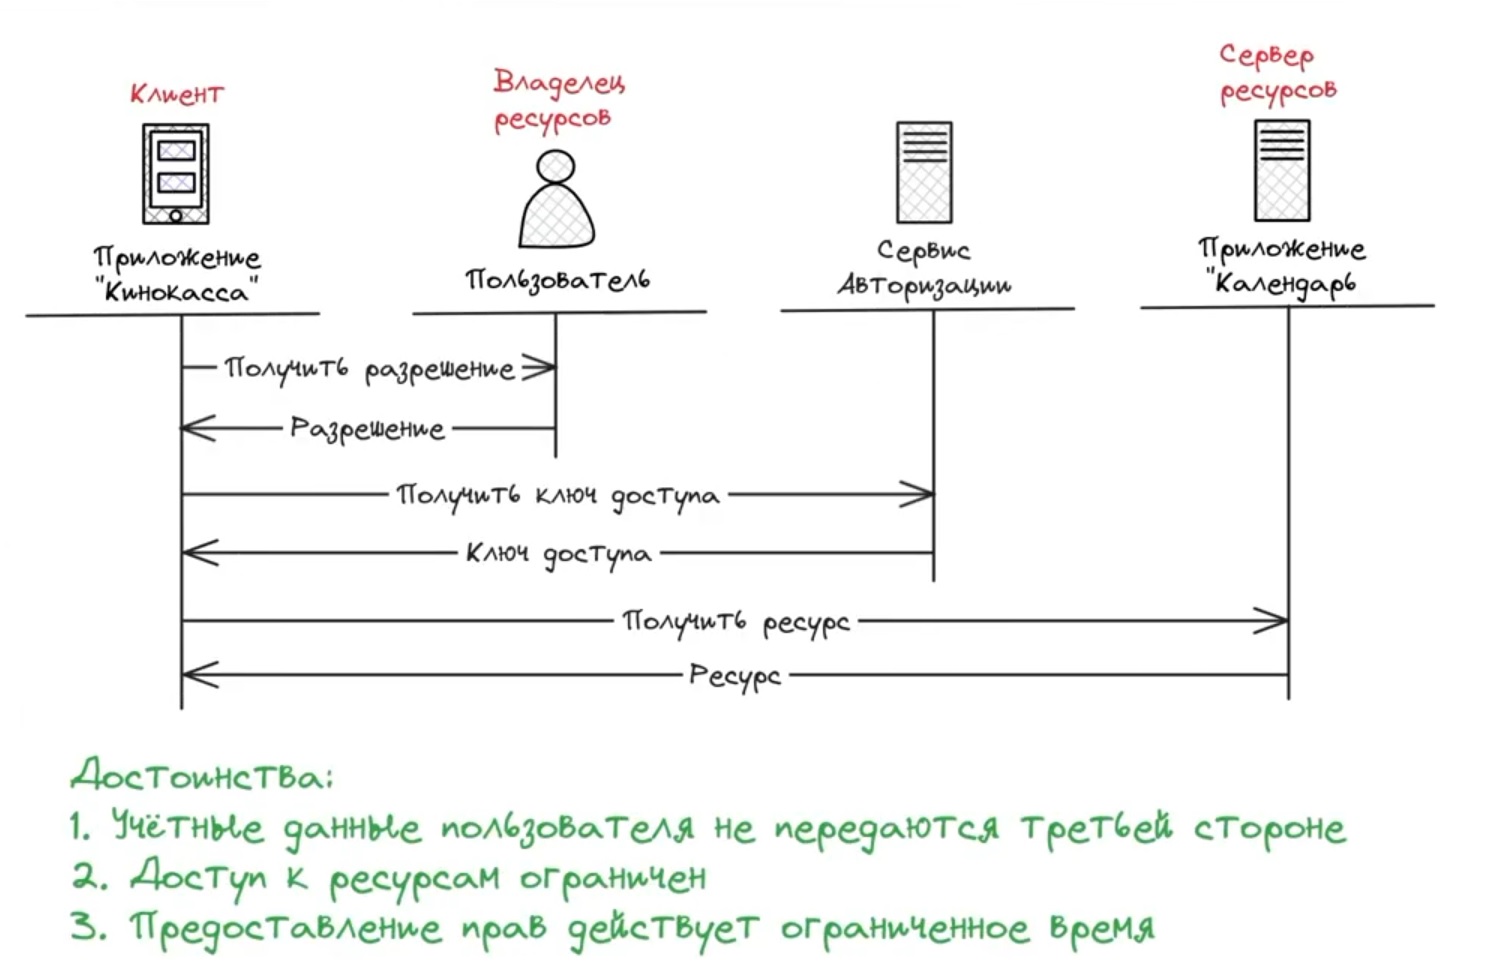 Клиент
Владелец
ресурсов
Сервер
ресурсов
Приложение
"Кинокасса"
Пользователь
Сервис
Авторизации
Приложение
"Календарь
Получить разрешение
Разрешение
Получить ключ доступа
Ключ доступа
Получить ресурс
Ресурс
Достоинства:
1. Учётные данные пользователя не передаются третьей стороне
2. Доступ к ресурсам ограничен
3. Предоставление прав действует ограниченное время